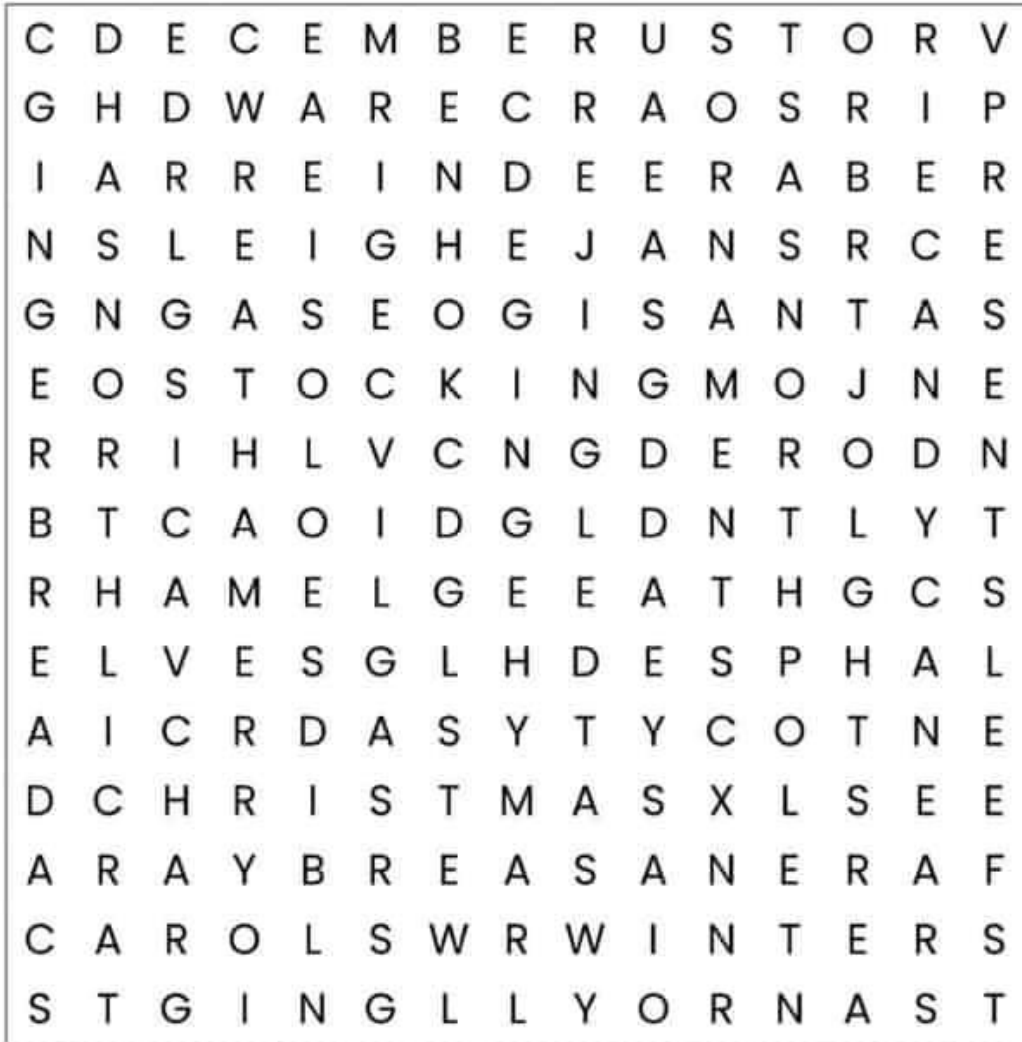 C D E C E M B E R U S T O R V
G H D W A R E C R A O S R I P
I A R R E I N D E E R A B E R
N S L E I G H E J A N S R C E
G N G A S E O G I S A N T A S
E O S T O C K I N G M O J N E
R R I H L V C N G D E R O D N
B T C A O I D G L D N T L Y T
R H A M E L G E E A T H G C S
E L V E S G L H D E S P H A L
A I C R D A S Y T Y C O T N E
D C H R I S T M A S X L S E E
A R A Y B R E A S A N E R A F
C A R O L S W R W I N T E R S
S T G I N G L L Y O R N A S T